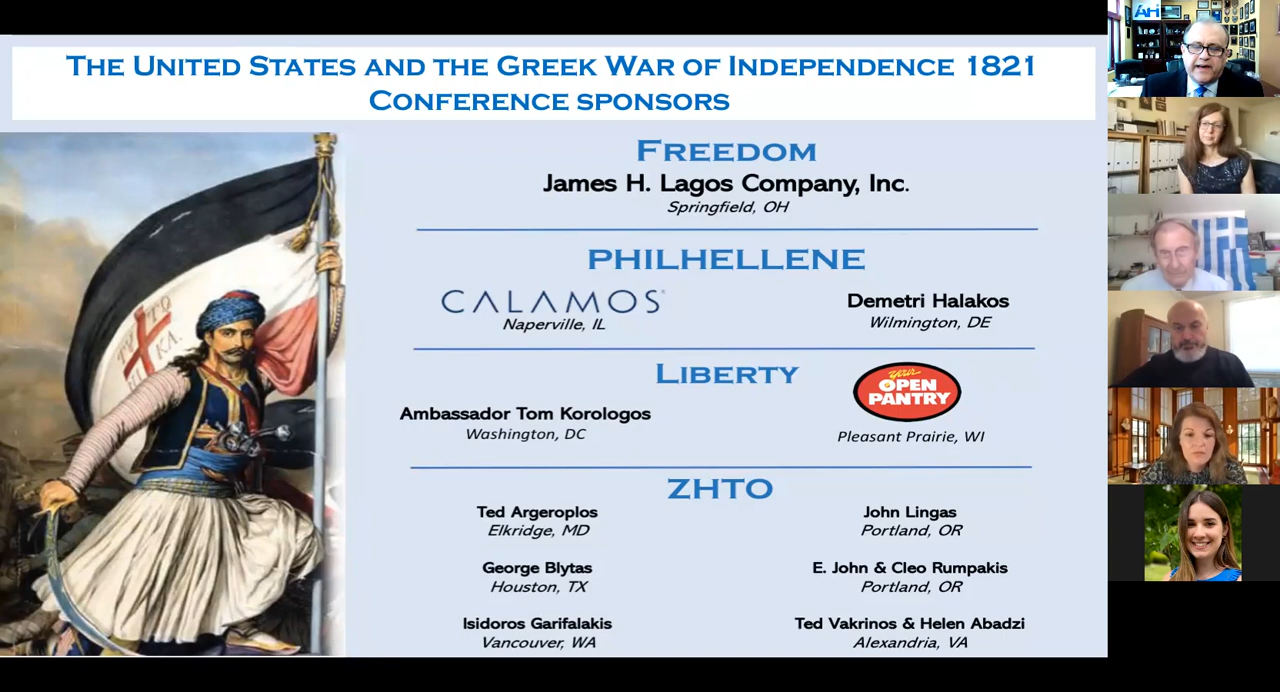 THE UNITED STATES AND THE GREEK WAR OF INDEPENDENCE 1821
CONFERENCE SPONSORS
FREEDOM
James H. Lagos Company, Inc.
Springfield, OH
PHILHELLENE
CALAMOS®
Naperville, IL
Demetri Halakos
Wilmington, DE
LIBERTY
Ambassador Tom Korologos
Washington, DC
your
OPEN
PANTRY
Pleasant Prairie, WI
ZHTO
Ted Argeroplos
Elkridge, MD
John Lingas
Portland, OR
George Blytas
Houston, TX
E. John & Cleo Rumpakis
Portland, OR
Isidoros Garifalakis
Vancouver, WA
Ted Vakrinos & Helen Abadzi
Alexandria, VA
AHI